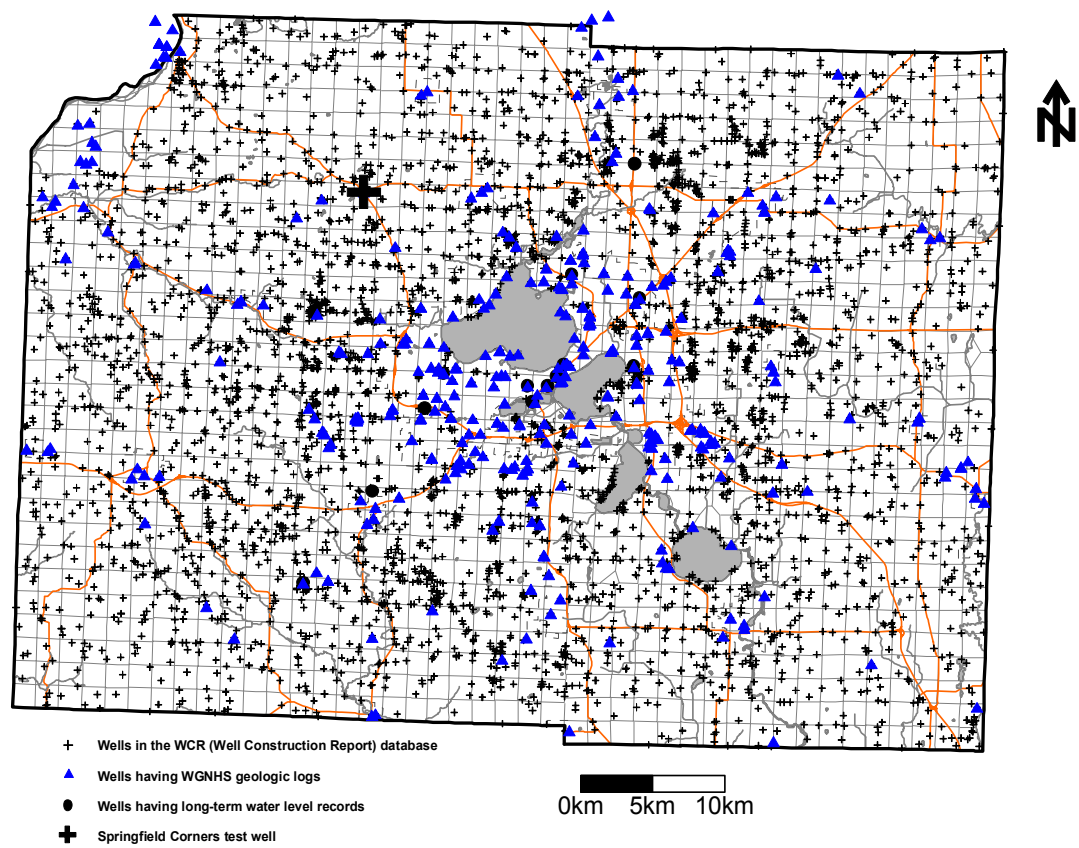 N
Wells in the WCR (Well Construction Report) database
Wells having WGNHS geologic logs
Wells having long-term water level records
Springfield Corners test well
0km 5km 10km